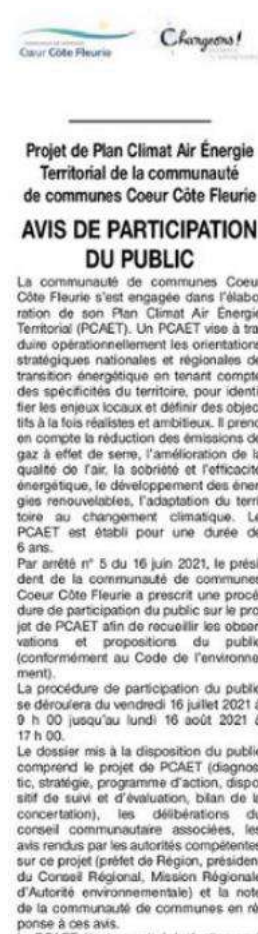 Cœur Côte Fleurie
Changeons!
Projet de Plan Climat Air Énergie
Territorial de la communauté
de communes Coeur Côte Fleurie
AVIS DE PARTICIPATION
DU PUBLIC
La communauté de communes Coeu
Côte Fleurie s'est engagée dans l'élabo
ration de son Plan Climat Air Énergie
Territorial (PCAET). Un PCAET vise à tra
duire opérationnellement les orientations
stratégiques nationales et régionales de
transition énergétique en tenant compte
des spécificités du territoire, pour identi
fier les enjeux locaux et définir des objec
tifs à la fois réalistes et ambitieux. Il prend
en compte la réduction des émissions de
gaz à effet de serre, l'amélioration de la
qualité de l'air, la sobriété et l'efficacité
énergétique, le développement des éner
gies renouvelables, l'adaptation du terri
toire au changement climatique. Le
PCAET est établi pour une durée de
6 ans.
Par arrêté n° 5 du 16 juin 2021, le prési
dent de la communauté de communes
Coeur Côte Fleurie a prescrit une procé
dure de participation du public sur le pro
jet de PCAET afin de recueillir les obser
vations et propositions du public
(conformément au Code de l'environne
ment).
La procédure de participation du public
se déroulera du vendredi 16 juillet 2021 à
9 h 00 jusqu'au lundi 16 août 2021 à
17 h 00.
Le dossier mis à la disposition du public
comprend le projet de PCAET (diagnos
tic, stratégie, programme d'action, dispo
sitif de suivi et d'évaluation, bilan de la
concertation), les délibérations du
conseil communautaire associées, les
avis rendus par les autorités compétentes
sur ce projet (préfet de Région, président
du Conseil Régional, Mission Régionale
d'Autorité environnementale) et la note
de la communauté de communes en ré
ponse à ces avis.